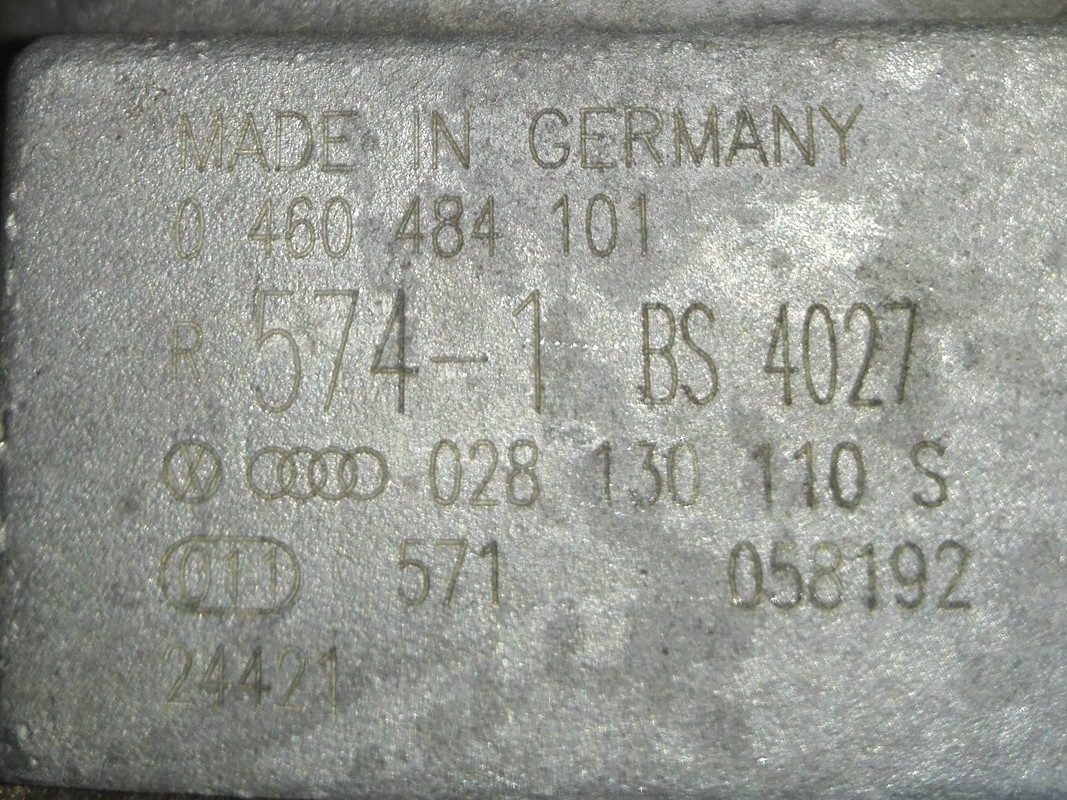 MADE IN GERMANY
0 460 484 101
R 574-1 BS 4027
028 130 110 S
011 571 058192
24421